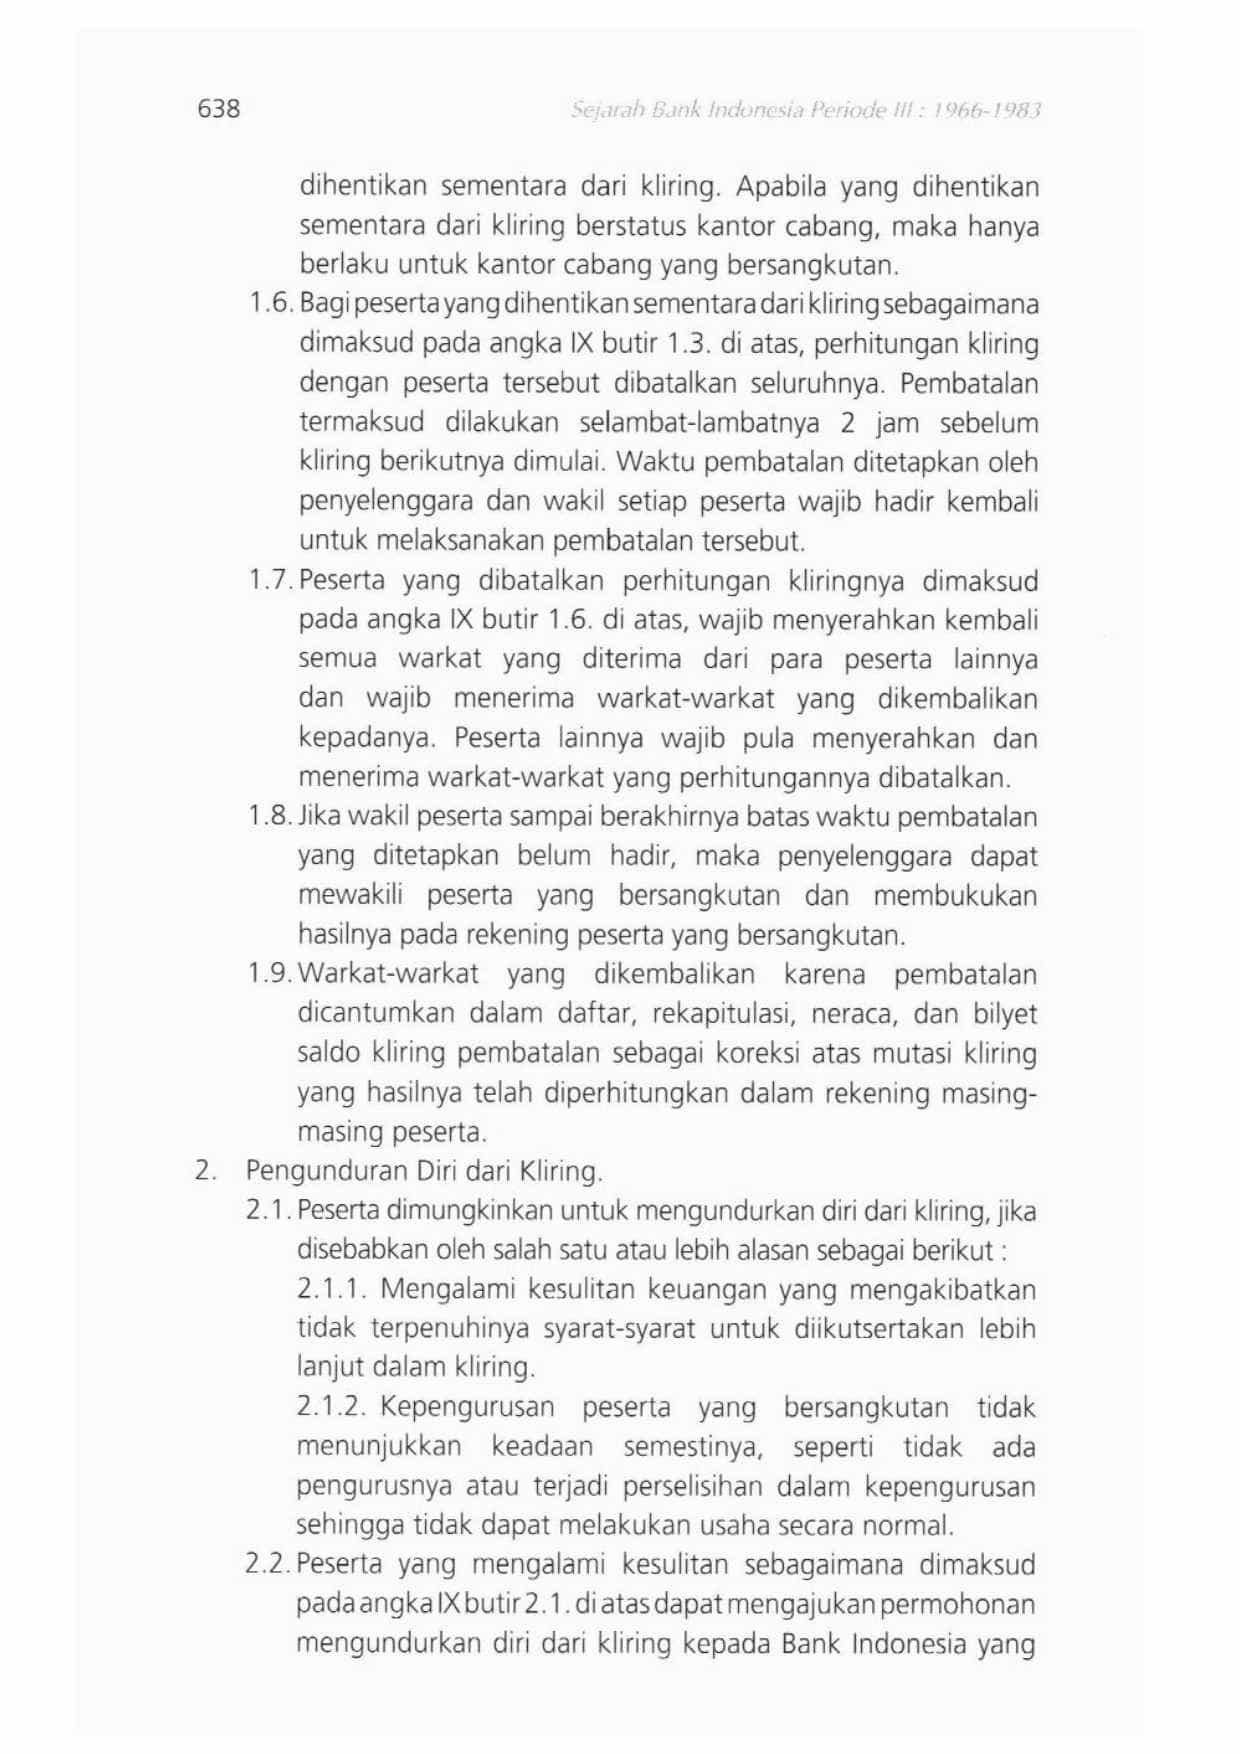 638
Sejarah Bank Indonesia Periode III : 1966-1983
dihentikan sementara dari kliring. Apabila yang dihentikan
sementara dari kliring berstatus kantor cabang, maka hanya
berlaku untuk kantor cabang yang bersangkutan.
1.6. Bagi peserta yang dihentikan sementara dari kliring sebagaimana
dimaksud pada angka IX butir 1.3. di atas, perhitungan kliring
dengan peserta tersebut dibatalkan seluruhnya. Pembatalan
termaksud dilakukan selambat-lambatnya 2 jam sebelum
kliring berikutnya dimulai. Waktu pembatalan ditetapkan oleh
penyelenggara dan wakil setiap peserta wajib hadir kembali
untuk melaksanakan pembatalan tersebut.
1.7. Peserta yang dibatalkan perhitungan kliringnya dimaksud
pada angka IX butir 1.6. di atas, wajib menyerahkan kembali
semua warkat yang diterima dari para peserta lainnya
dan wajib menerima warkat-warkat yang dikembalikan
kepadanya. Peserta lainnya wajib pula menyerahkan dan
menerima warkat-warkat yang perhitungannya dibatalkan.
1.8. Jika wakil peserta sampai berakhirnya batas waktu pembatalan
yang ditetapkan belum hadir, maka penyelenggara dapat
mewakili peserta yang bersangkutan dan membukukan
hasilnya pada rekening peserta yang bersangkutan.
1.9. Warkat-warkat yang dikembalikan karena pembatalan
dicantumkan dalam daftar, rekapitulasi, neraca, dan bilyet
saldo kliring pembatalan sebagai koreksi atas mutasi kliring
yang hasilnya telah diperhitungkan dalam rekening masing-
masing peserta.
2. Pengunduran Diri dari Kliring.
2.1. Peserta dimungkinkan untuk mengundurkan diri dari kliring, jika
disebabkan oleh salah satu atau lebih alasan sebagai berikut :
2.1.1. Mengalami kesulitan keuangan yang mengakibatkan
tidak terpenuhinya syarat-syarat untuk diikutsertakan lebih
lanjut dalam kliring.
2.1.2. Kepengurusan peserta yang bersangkutan tidak
menunjukkan keadaan semestinya, seperti tidak ada
pengurusnya atau terjadi perselisihan dalam kepengurusan
sehingga tidak dapat melakukan usaha secara normal.
2.2. Peserta yang mengalami kesulitan sebagaimana dimaksud
pada angka IX butir 2.1. di atas dapat mengajukan permohonan
mengundurkan diri dari kliring kepada Bank Indonesia yang